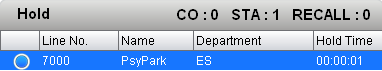 Hold CO : 0 STA : 1 RECALL : 0
Line No. Name Department Hold Time
7000 PsyPark ES 00:00:01